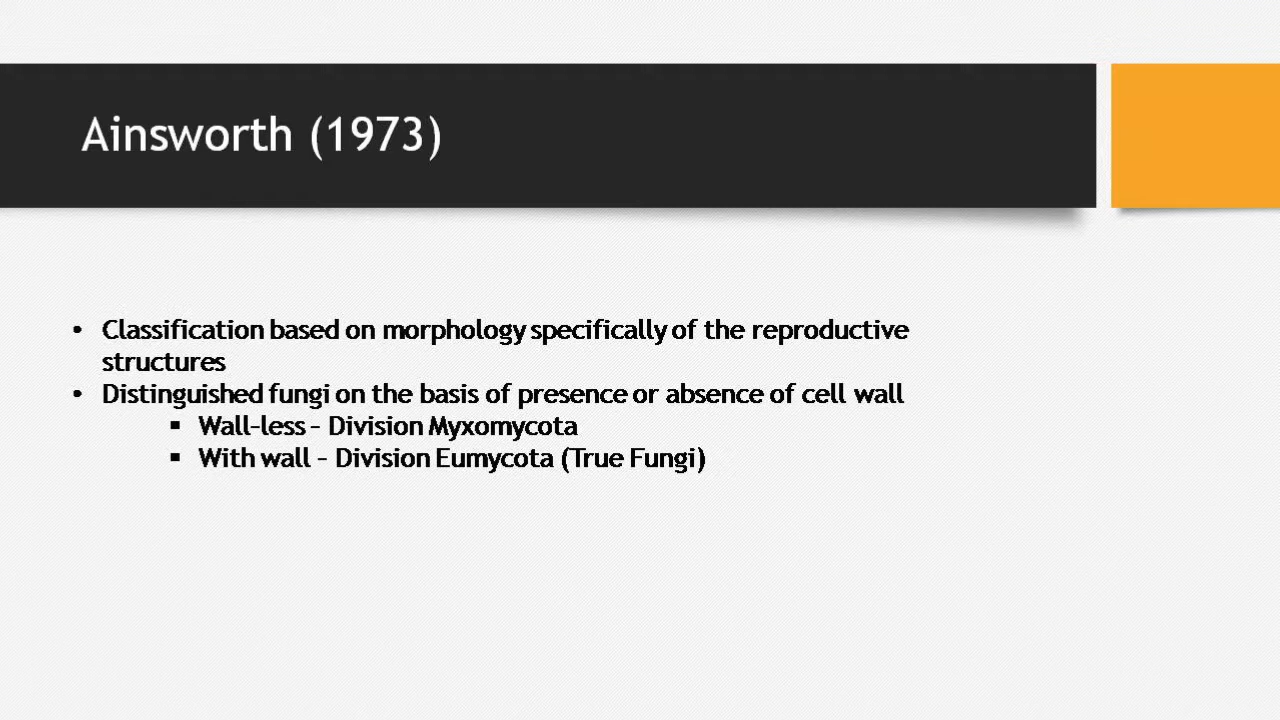 Ainsworth (1973)
• Classification based on morphology specifically of the reproductive
structures
• Distinguished fungi on the basis of presence or absence of cell wall
▪ Wall-less – Division Myxomycota
▪ With wall – Division Eumycota (True Fungi)